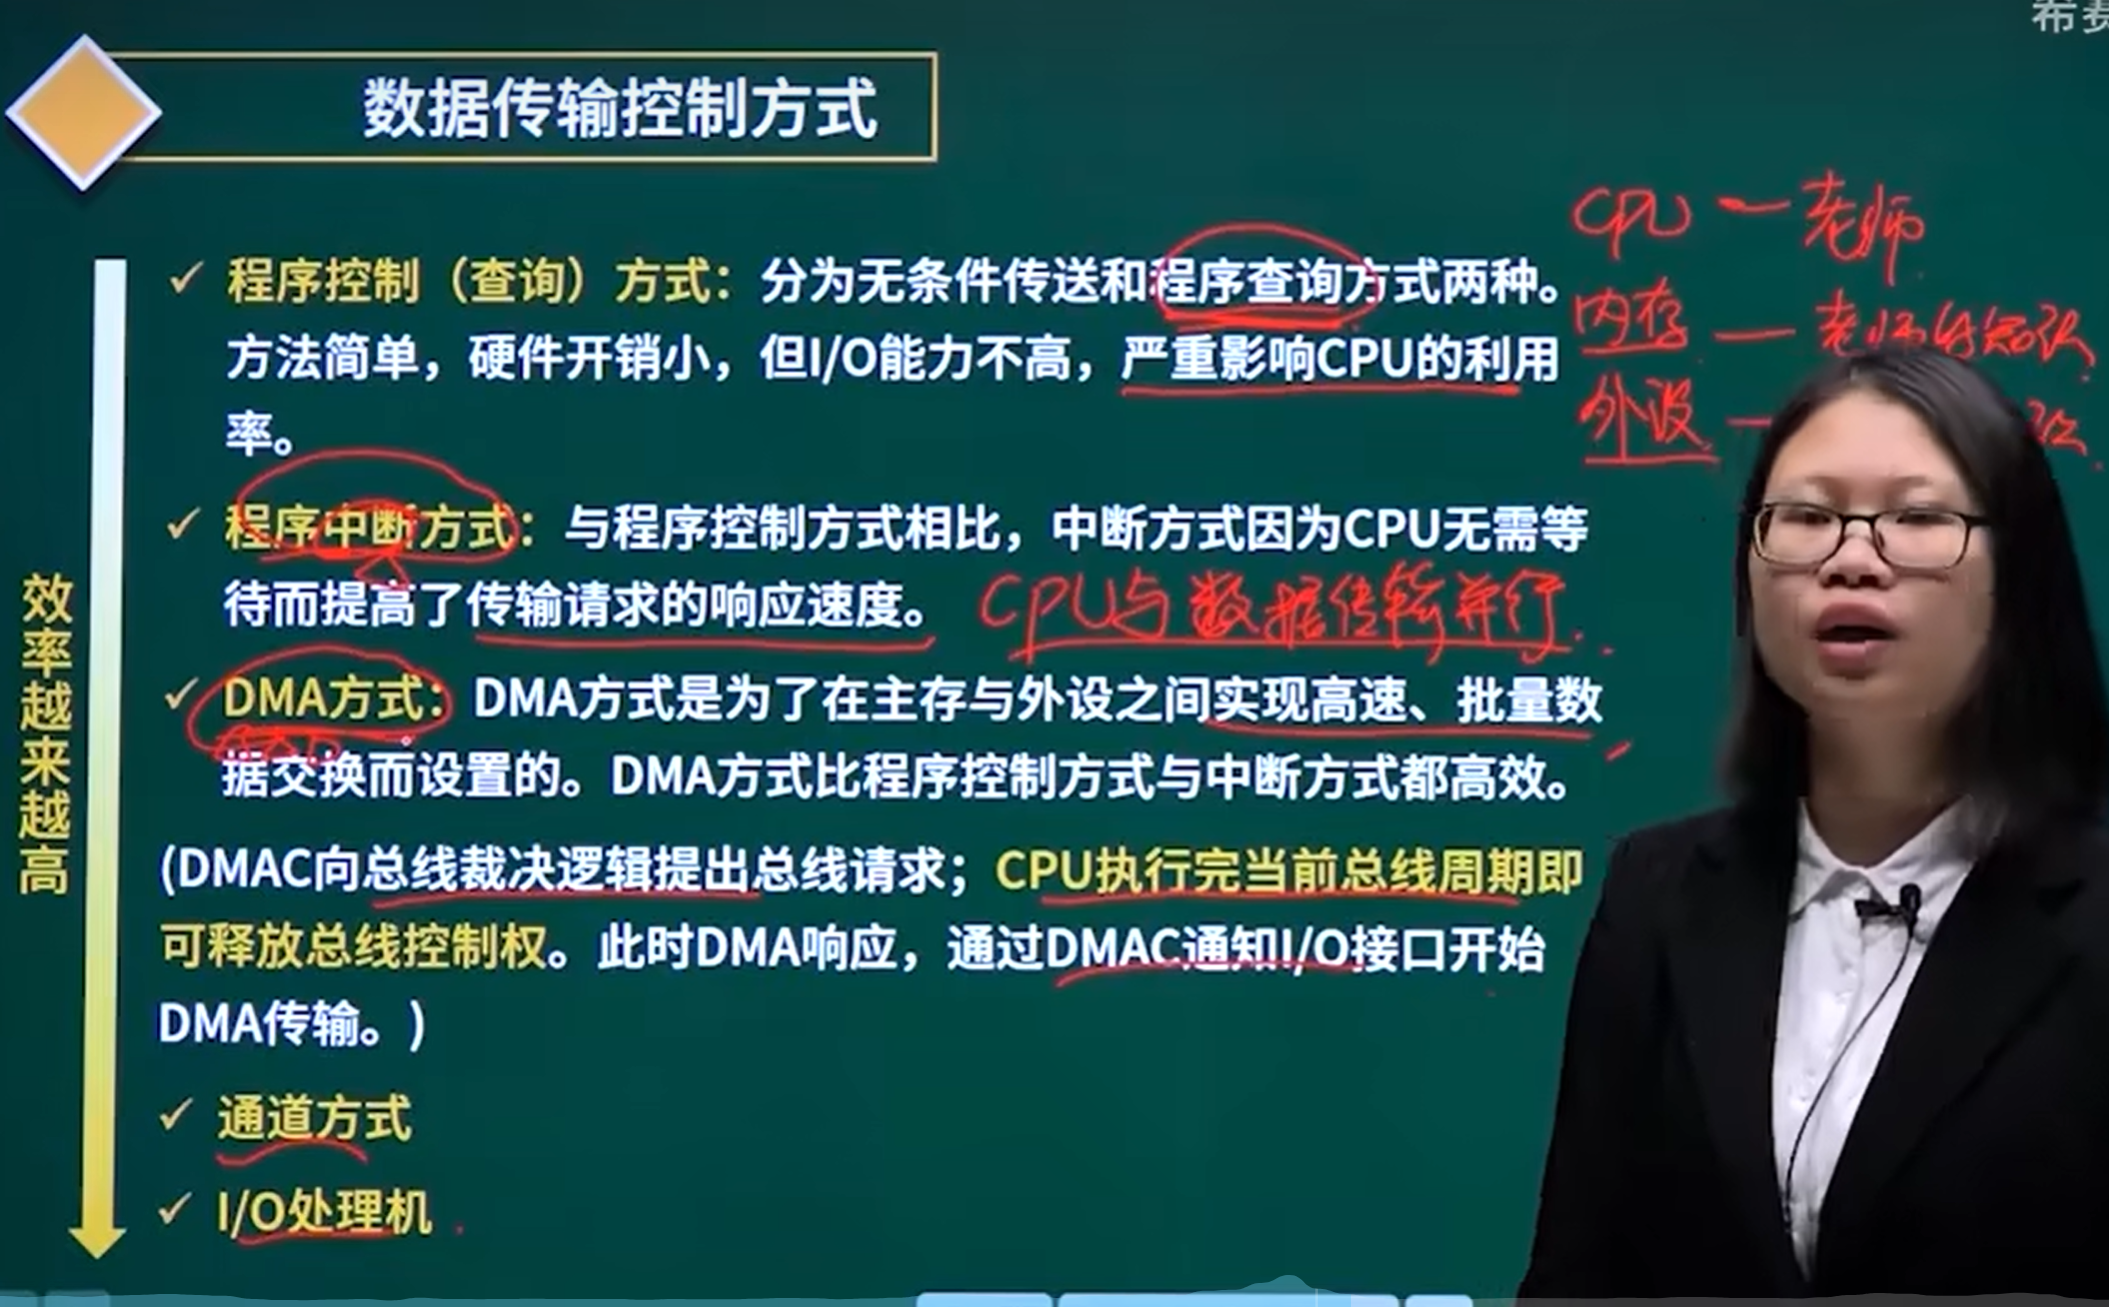 希赛
数据传输控制方式
CPU — 老师
内存 — 老师的知识
外设 —
✓ 程序控制（查询）方式：分为无条件传送和程序查询方式两种。
方法简单，硬件开销小，但I/O能力不高，严重影响CPU的利用
率。
✓ 程序中断方式：与程序控制方式相比，中断方式因为CPU无需等
待而提高了传输请求的响应速度。
CPU与数据传输并行.
✓ DMA方式：DMA方式是为了在主存与外设之间实现高速、批量数
据交换而设置的。DMA方式比程序控制方式与中断方式都高效。
(DMAC向总线裁决逻辑提出总线请求；CPU执行完当前总线周期即
可释放总线控制权。此时DMA响应，通过DMAC通知I/O接口开始
DMA传输。)
✓ 通道方式
✓ I/O处理机
效率越来越高